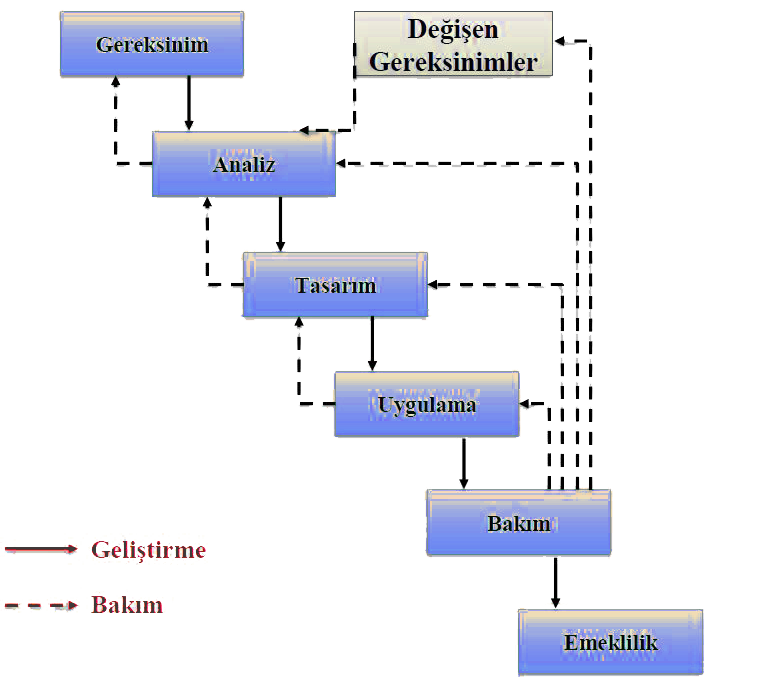 Gereksinim
Değişen
Gereksinimler
Analiz
Tasarım
Uygulama
Bakım
Geliştirme
Bakım
Emeklilik